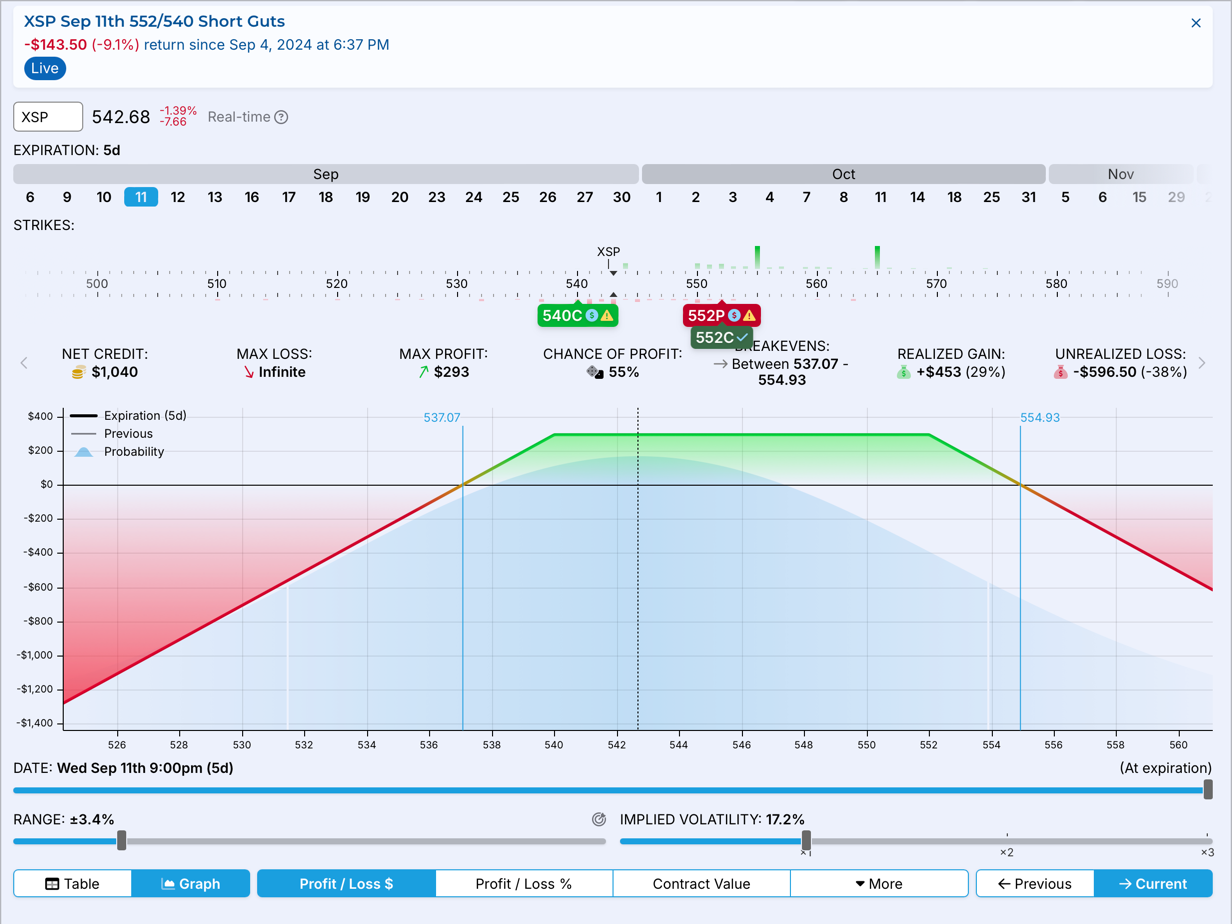 XSP Sep 11th 552/540 Short Guts
-$143.50 (-9.1%) return since Sep 4, 2024 at 6:37 PM
Live
XSP 542.68 -1.39% -7.66 Real-time
EXPIRATION: 5d
Sep Oct Nov
6 9 10 11 12 13 16 17 18 19 20 23 24 25 26 27 30 1 2 3 4 7 8 11 14 18 25 31 5 6 15 29
STRIKES:
XSP
500 510 520 530 540 550 560 570 580 590
540C 552P
552C
NET CREDIT: MAX LOSS: MAX PROFIT: CHANCE OF PROFIT: BREAKEVENS: REALIZED GAIN: UNREALIZED LOSS:
$1,040 Infinite $293 55% Between 537.07 - 554.93 +$453 (29%) -$596.50 (-38%)
Expiration (5d)
Previous
Probability
537.07 554.93
$400
$200
$0
-$200
-$400
-$600
-$800
-$1,000
-$1,200
-$1,400
526 528 530 532 534 536 538 540 542 544 546 548 550 552 554 556 558 560
DATE: Wed Sep 11th 9:00pm (5d) (At expiration)
RANGE: ±3.4% IMPLIED VOLATILITY: 17.2%
×1 ×2 ×3
Table Graph Profit / Loss $ Profit / Loss % Contract Value More Previous Current